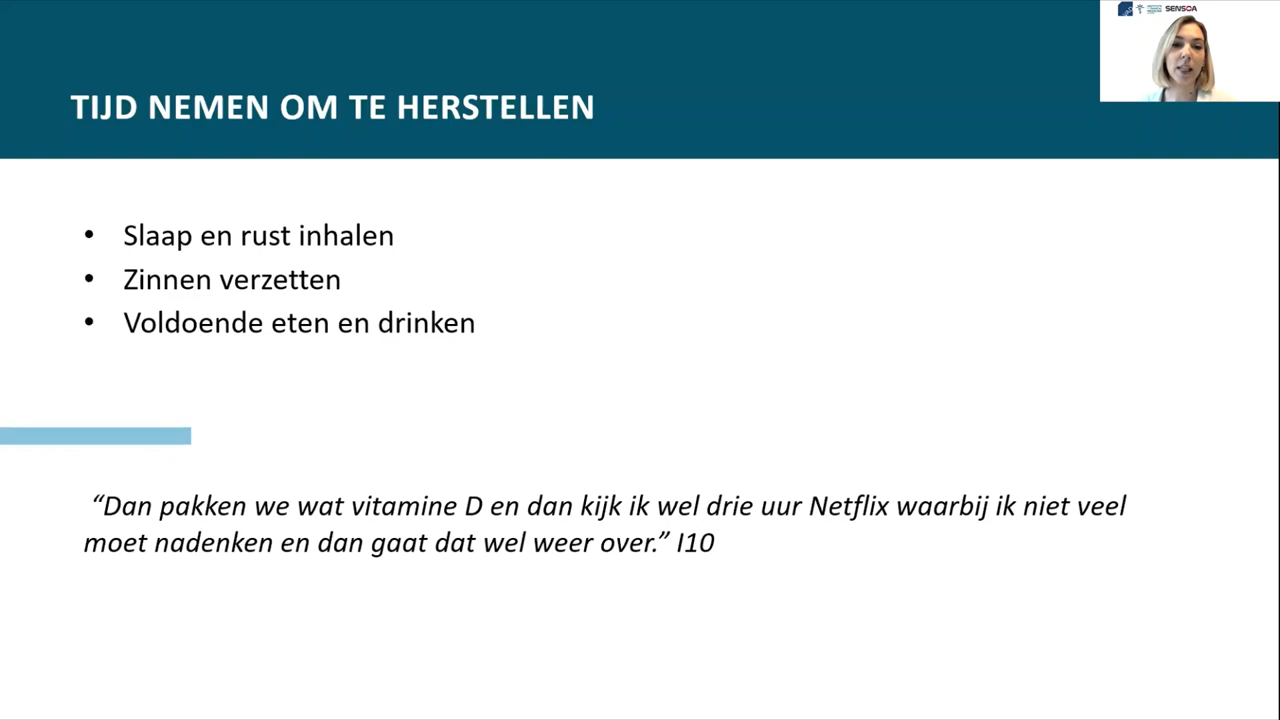 SENSOA
TIJD NEMEN OM TE HERSTELLEN
• Slaap en rust inhalen
• Zinnen verzetten
• Voldoende eten en drinken
“Dan pakken we wat vitamine D en dan kijk ik wel drie uur Netflix waarbij ik niet veel
moet nadenken en dan gaat dat wel weer over.” I10